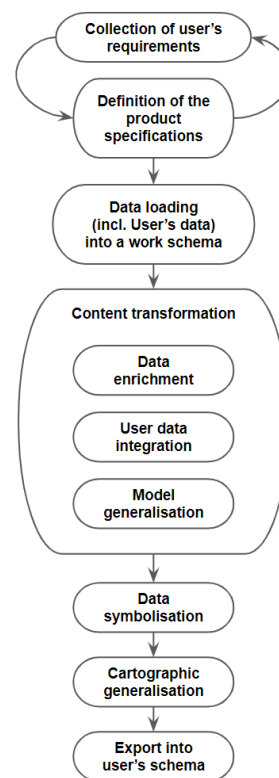 Collection of user's
requirements
Definition of the
product
specifications
Data loading
(incl. User's data)
into a work schema
Content transformation
Data
enrichment
User data
integration
Model
generalisation
Data
symbolisation
Cartographic
generalisation
Export into
user's schema